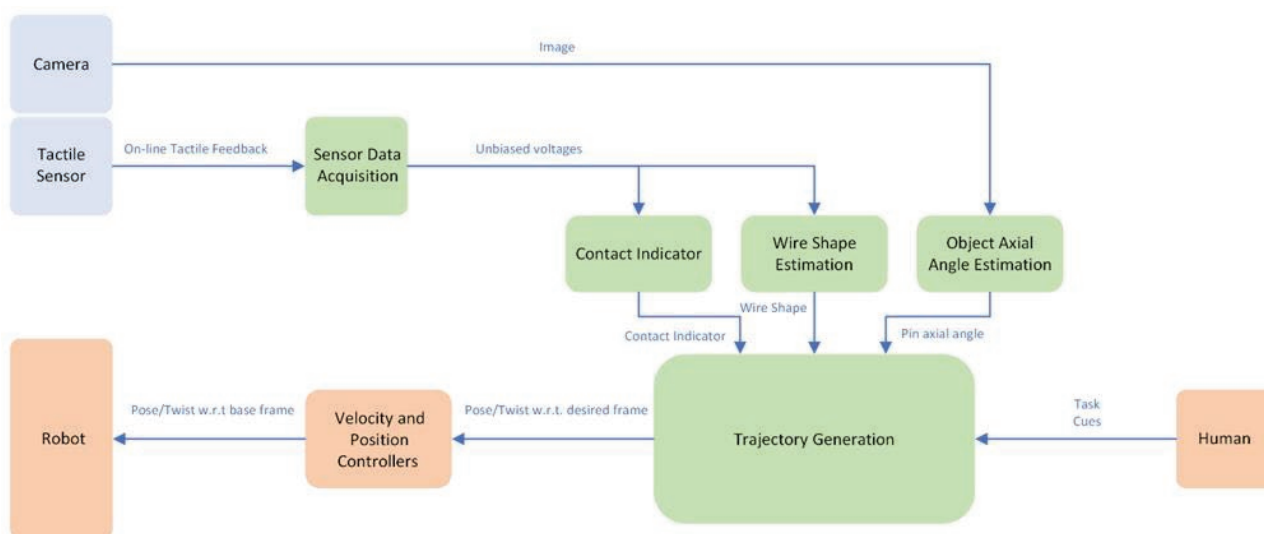 Image
Camera
Tactile
Sensor
On-line Tactile Feedback
Sensor Data
Acquisition
Unbiased voltages
Contact Indicator
Wire Shape
Estimation
Object Axial
Angle Estimation
Wire Shape
Contact Indicator
Pin axial angle
Robot
Pose/Twist w.r.t base frame
Velocity and
Position
Controllers
Pose/Twist w.r.t. desired frame
Trajectory Generation
Task
Cues
Human